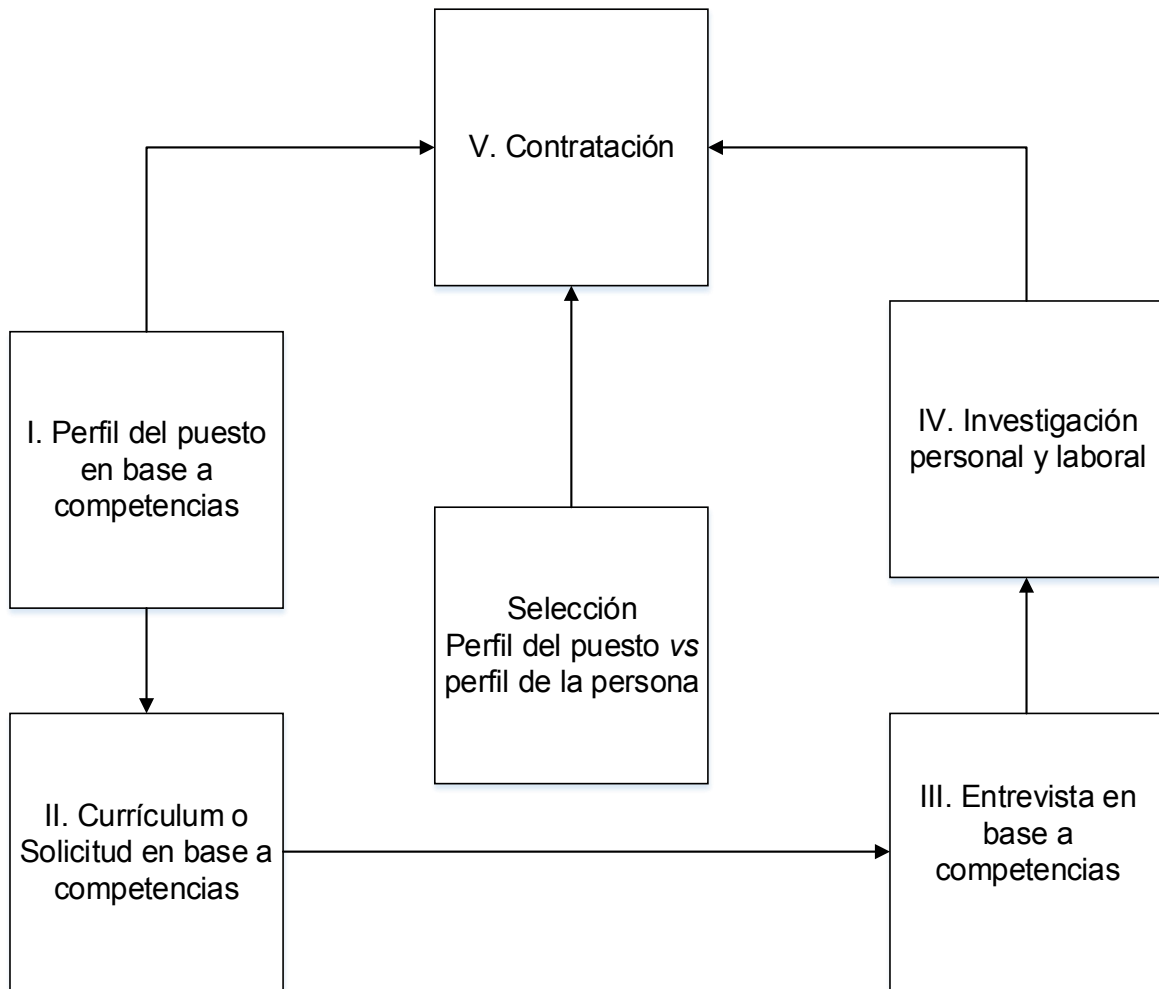 V. Contratación
I. Perfil del puesto
en base a
competencias
IV. Investigación
personal y laboral
Selección
Perfil del puesto vs
perfil de la persona
II. Currículum o
Solicitud en base a
competencias
III. Entrevista en
base a
competencias